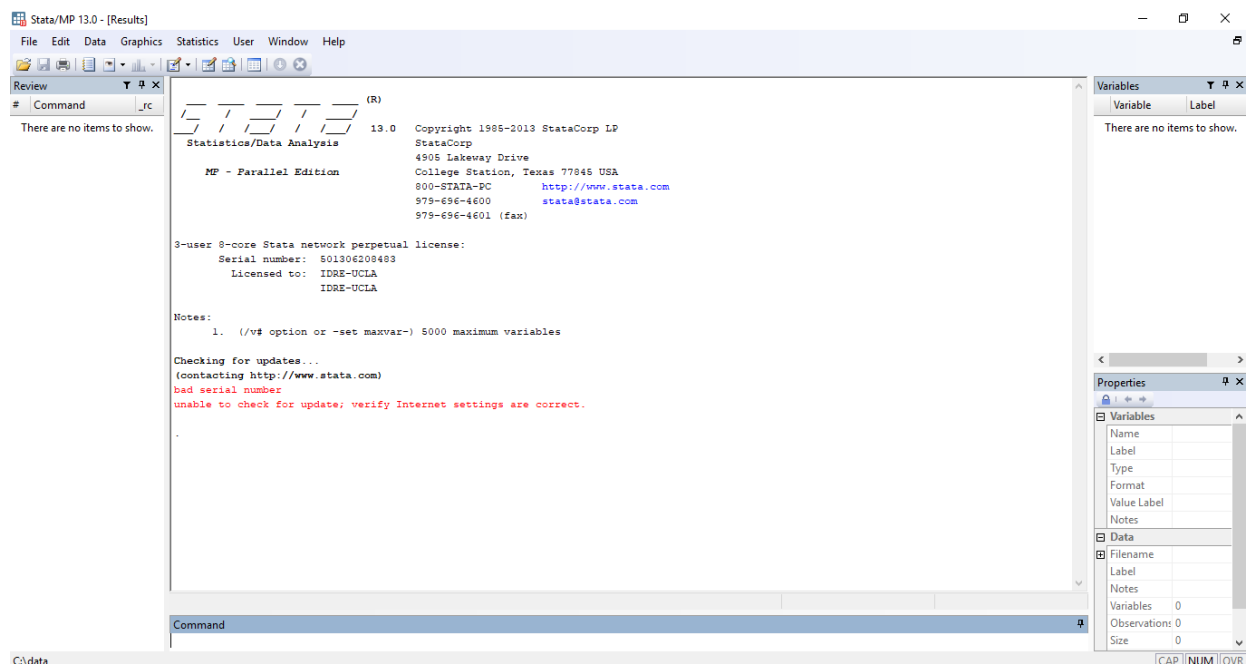 Stata/MP 13.0 - [Results]
File Edit Data Graphics Statistics User Window Help
Review
# Command _rc
There are no items to show.
(R)
13.0 Copyright 1985-2013 StataCorp LP
Statistics/Data Analysis StataCorp
4905 Lakeway Drive
MP - Parallel Edition College Station, Texas 77845 USA
800-STATA-PC http://www.stata.com
979-696-4600 stata@stata.com
979-696-4601 (fax)
3-user 8-core Stata network perpetual license:
Serial number: 501306208483
Licensed to: IDRE-UCLA
IDRE-UCLA
Notes:
1. (/v# option or -set maxvar-) 5000 maximum variables
Checking for updates...
(contacting http://www.stata.com)
bad serial number
unable to check for update; verify Internet settings are correct.
.
Command
C:\data
Variables
Variable Label
There are no items to show.
Properties
Variables
Name
Label
Type
Format
Value Label
Notes
Data
Filename
Label
Notes
Variables 0
Observations 0
Size 0
CAP NUM OVR